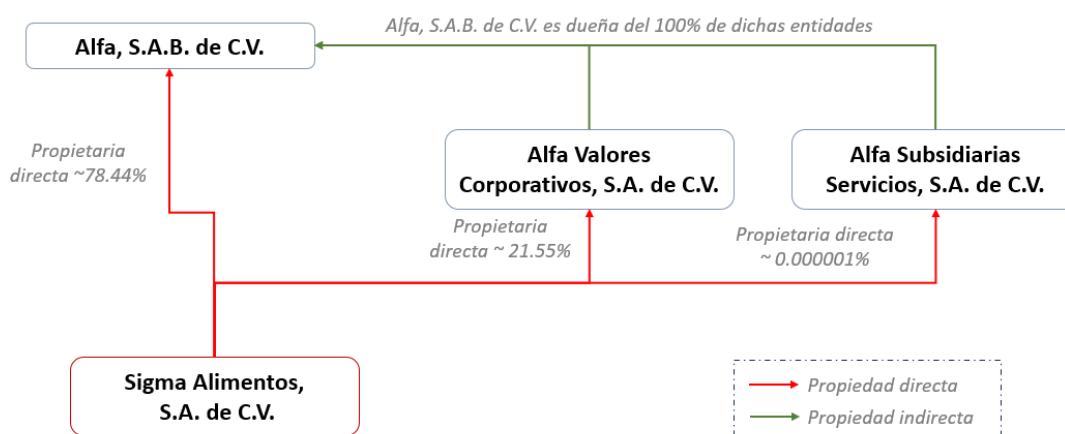 Alfa, S.A.B. de C.V. es dueña del 100% de dichas entidades
Alfa, S.A.B. de C.V.
Propietaria
directa ~78.44%
Alfa Valores
Corporativos, S.A. de C.V.
Alfa Subsidiarias
Servicios, S.A. de C.V.
Propietaria
directa ~ 21.55%
Propietaria directa
~ 0.000001%
Sigma Alimentos,
S.A. de C.V.
Propiedad directa
Propiedad indirecta